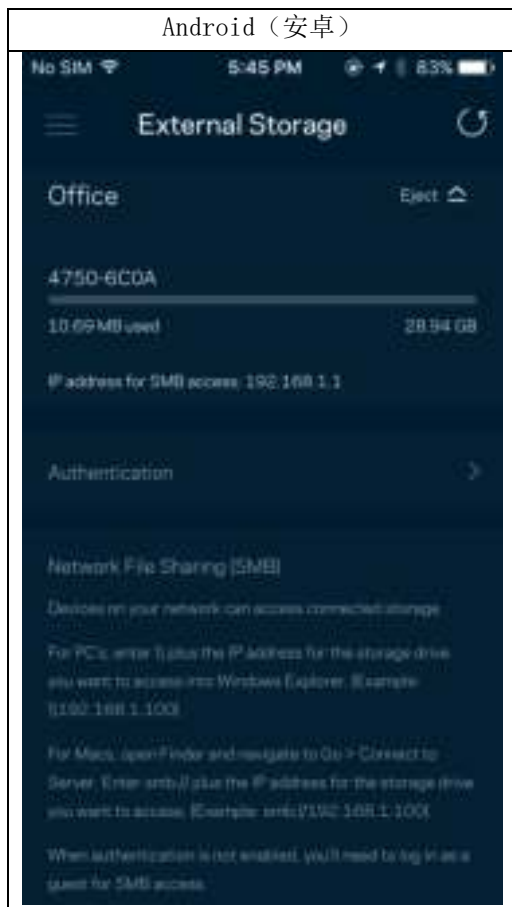 Android（安卓）
No SIM 5:45 PM 83%
External Storage
Office Eject
4750-6C0A
10.69 MB used 28.94 GB
IP address for SMB access: 192.168.1.1
Authentication
Network File Sharing (SMB)
Devices on your network can access connected storage
For PC's, enter \\ plus the IP address for the storage drive
you want to access into Windows Explorer. (Example:
\\192.168.1.100)
For Macs, open Finder and navigate to Go > Connect to
Server. Enter smb:// plus the IP address for the storage drive
you want to access. (Example: smb://192.168.1.100)
When authentication is not enabled, you'll need to log in as a
guest for SMB access.